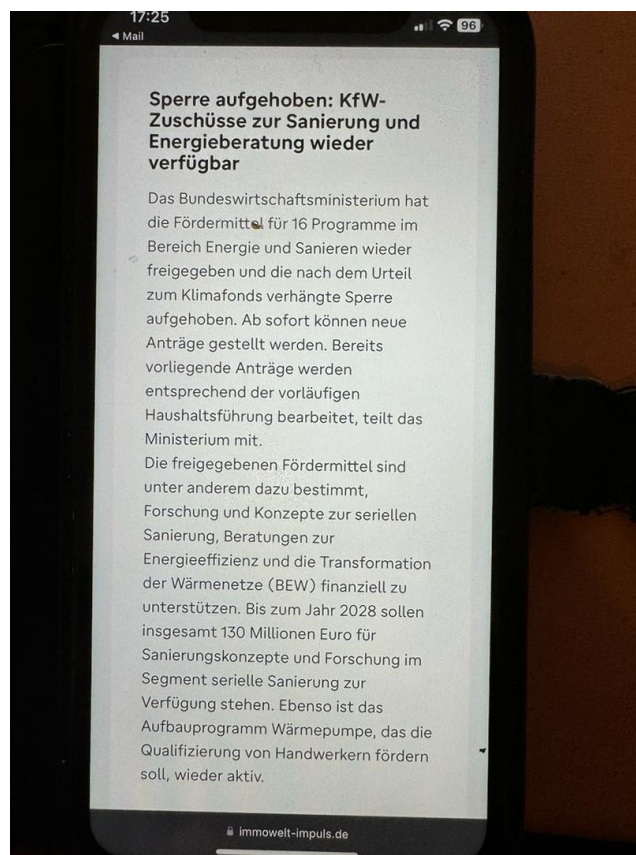 17:25
96
◀ Mail
Sperre aufgehoben: KfW-
Zuschüsse zur Sanierung und
Energieberatung wieder
verfügbar
Das Bundeswirtschaftsministerium hat
die Fördermittel für 16 Programme im
Bereich Energie und Sanieren wieder
freigegeben und die nach dem Urteil
zum Klimafonds verhängte Sperre
aufgehoben. Ab sofort können neue
Anträge gestellt werden. Bereits
vorliegende Anträge werden
entsprechend der vorläufigen
Haushaltsführung bearbeitet, teilt das
Ministerium mit.
Die freigegebenen Fördermittel sind
unter anderem dazu bestimmt,
Forschung und Konzepte zur seriellen
Sanierung, Beratungen zur
Energieeffizienz und die Transformation
der Wärmenetze (BEW) finanziell zu
unterstützen. Bis zum Jahr 2028 sollen
insgesamt 130 Millionen Euro für
Sanierungskonzepte und Forschung im
Segment serielle Sanierung zur
Verfügung stehen. Ebenso ist das
Aufbauprogramm Wärmepumpe, das die
Qualifizierung von Handwerkern fördern
soll, wieder aktiv.
immowelt-impuls.de